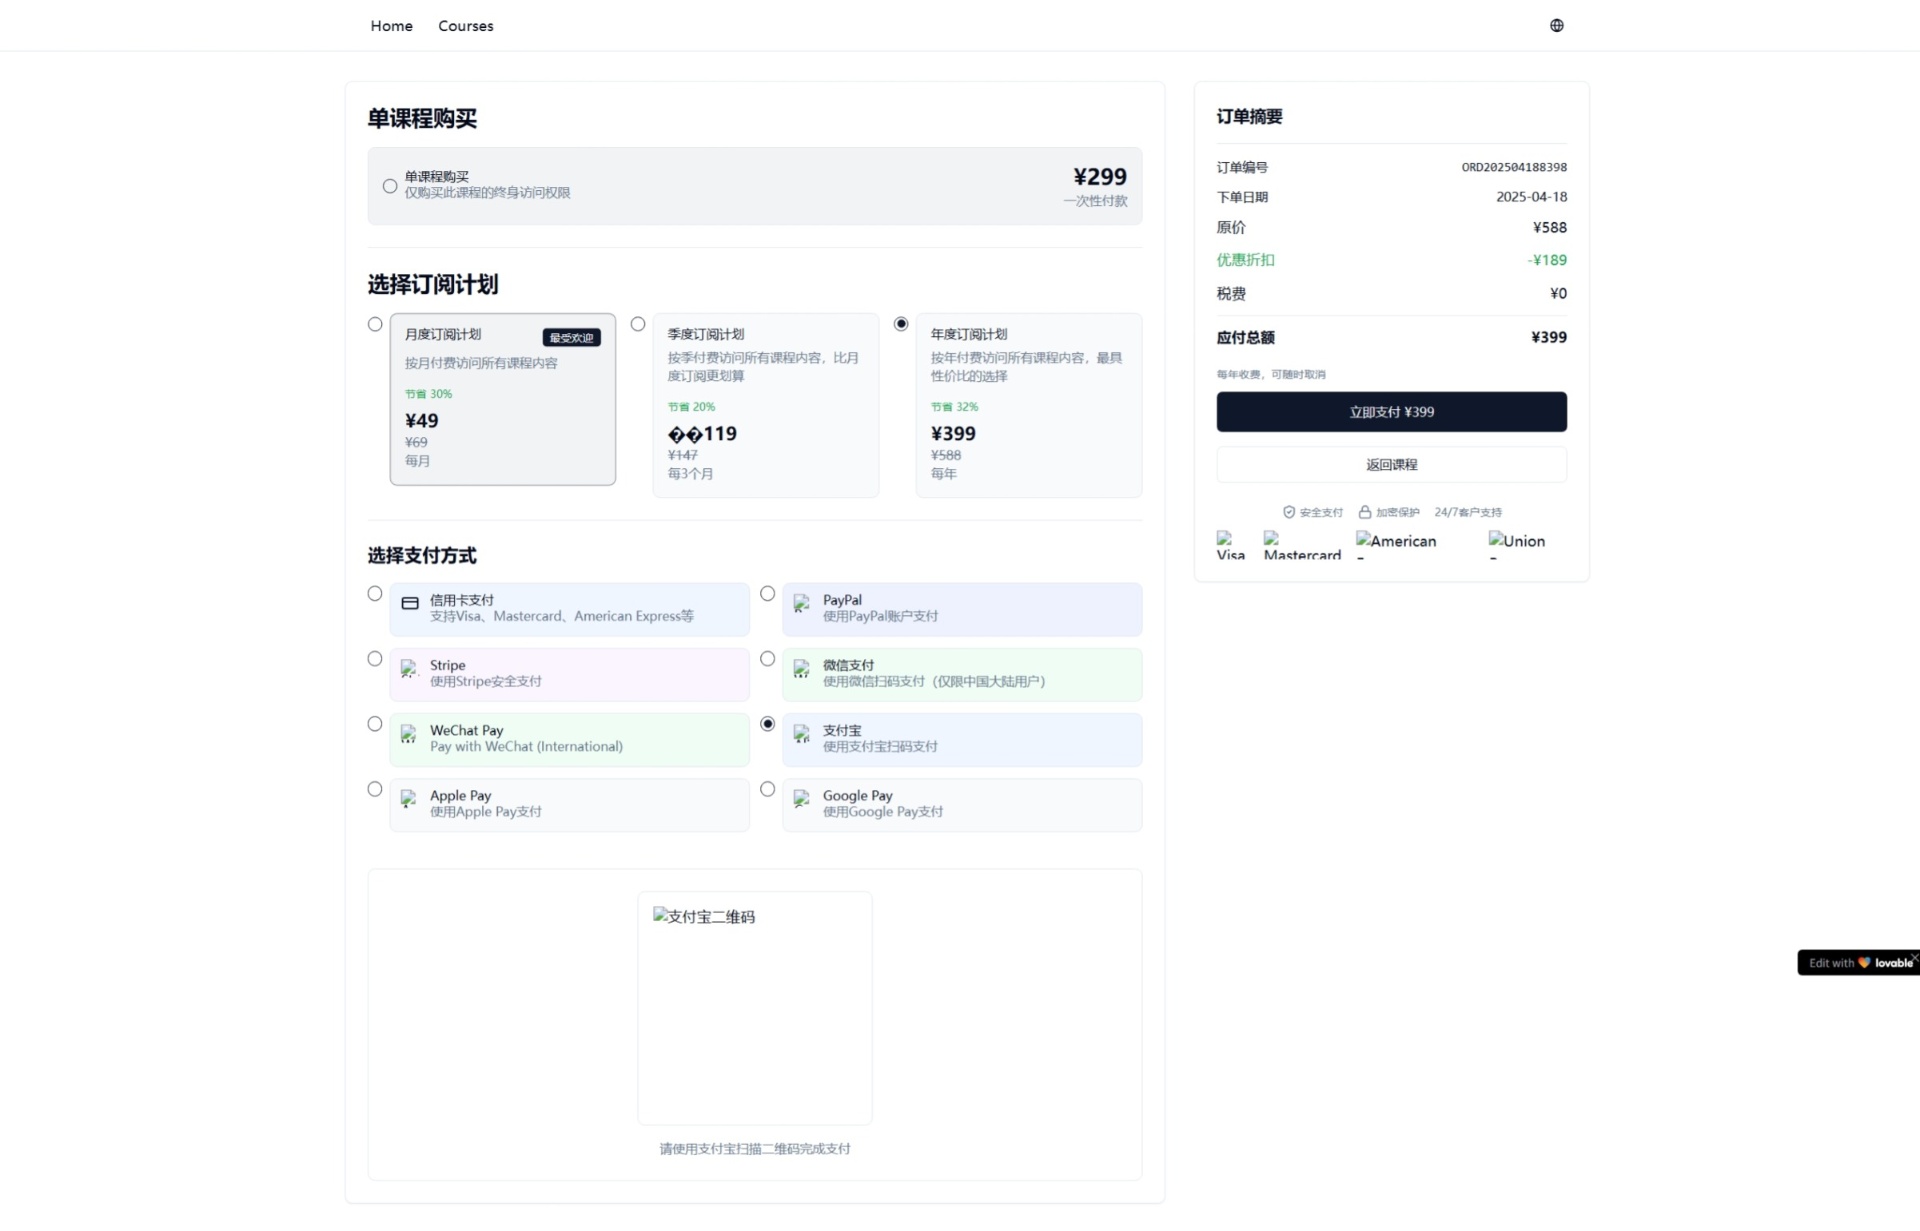 Home Courses
单课程购买
单课程购买
仅购买此课程的终身访问权限
¥299
一次性付款
选择订阅计划
月度订阅计划
最受欢迎
按月付费访问所有课程内容
节省 30%
¥49
¥69
每月
季度订阅计划
按季付费访问所有课程内容，比月
度订阅更划算
节省 20%
��119
¥147
每3个月
年度订阅计划
按年付费访问所有课程内容，最具
性价比的选择
节省 32%
¥399
¥588
每年
选择支付方式
信用卡支付
支持Visa、Mastercard、American Express等
PayPal
使用PayPal账户支付
Stripe
使用Stripe安全支付
微信支付
使用微信扫码支付（仅限中国大陆用户）
WeChat Pay
Pay with WeChat (International)
支付宝
使用支付宝扫码支付
Apple Pay
使用Apple Pay支付
Google Pay
使用Google Pay支付
支付宝二维码
请使用支付宝扫描二维码完成支付
订单摘要
订单编号 ORD202504188398
下单日期 2025-04-18
原价 ¥588
优惠折扣 -¥189
税费 ¥0
应付总额 ¥399
每年收费，可随时取消
立即支付 ¥399
返回课程
安全支付 加密保护 24/7客户支持
Visa Mastercard American Union
Edit with lovable